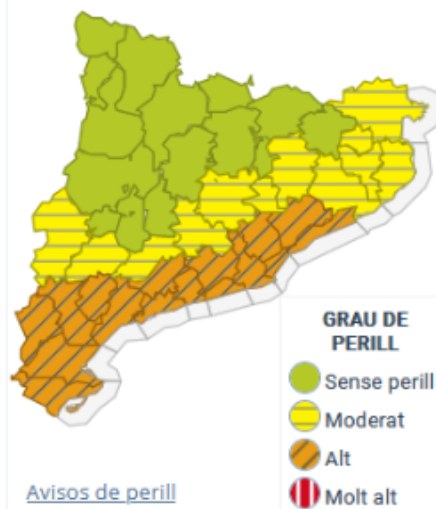 GRAU DE
PERILL
Sense perill
Moderat
Alt
Molt alt
Avisos de perill